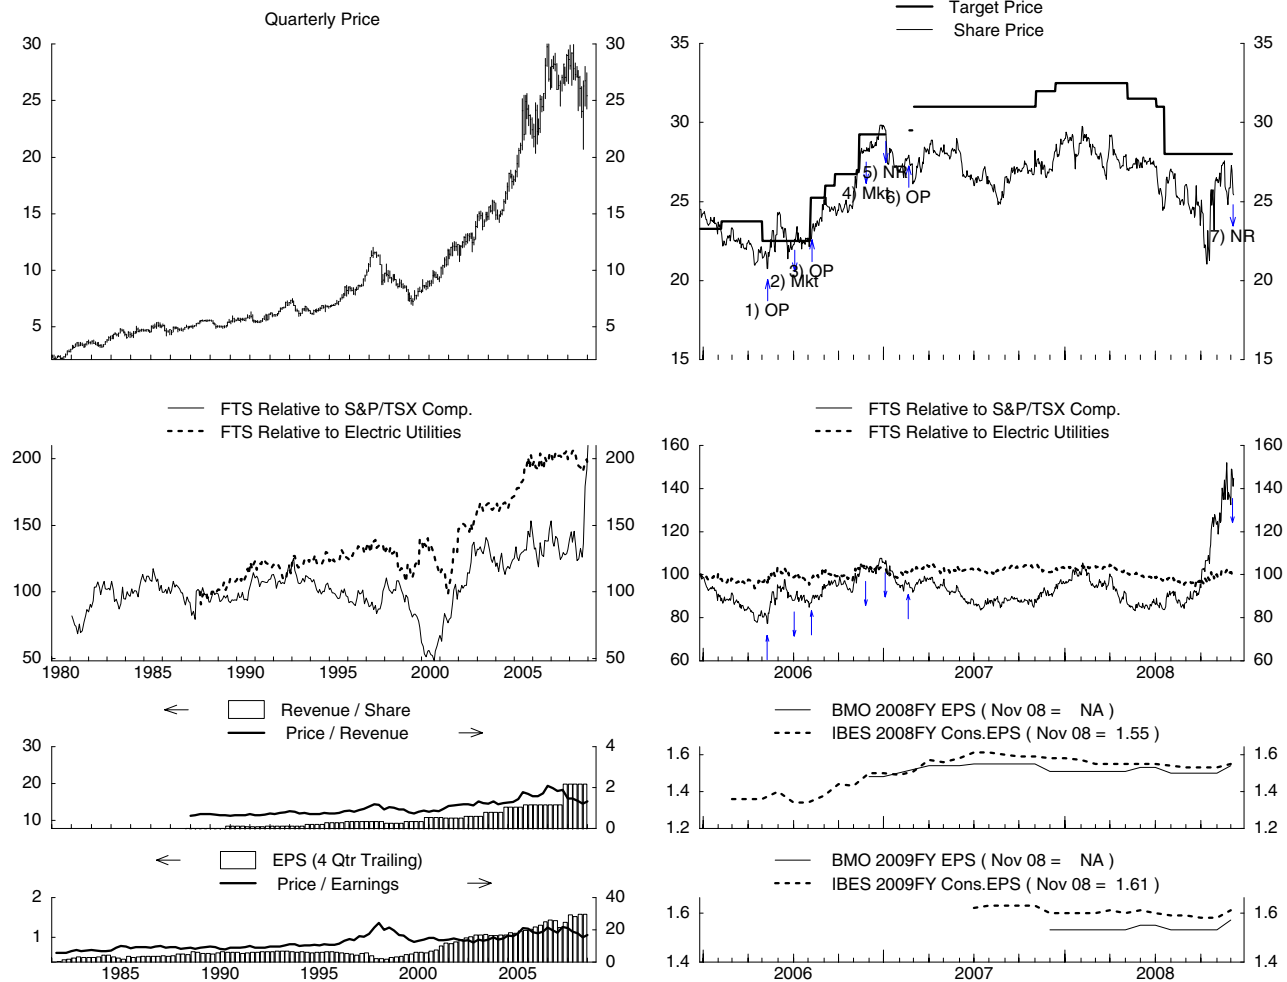 Quarterly Price
30 30
25 25
20 20
15 15
10 10
5 5
Target Price
Share Price
35 35
30 30
25 25
20 20
15 15
1) OP
2) Mkt
3) OP
4) Mkt
5) NR
6) OP
7) NR
FTS Relative to S&P/TSX Comp.
FTS Relative to Electric Utilities
200 200
150 150
100 100
50 50
1980 1985 1990 1995 2000 2005
FTS Relative to S&P/TSX Comp.
FTS Relative to Electric Utilities
160 160
140 140
120 120
100 100
80 80
60 60
2006 2007 2008
Revenue / Share
Price / Revenue
30 4
20 2
10 0
BMO 2008FY EPS ( Nov 08 = NA )
IBES 2008FY Cons.EPS ( Nov 08 = 1.55 )
1.6 1.6
1.4 1.4
1.2 1.2
EPS (4 Qtr Trailing)
Price / Earnings
2 40
1 20
0
1985 1990 1995 2000 2005
BMO 2009FY EPS ( Nov 08 = NA )
IBES 2009FY Cons.EPS ( Nov 08 = 1.61 )
1.6 1.6
1.4 1.4
2006 2007 2008